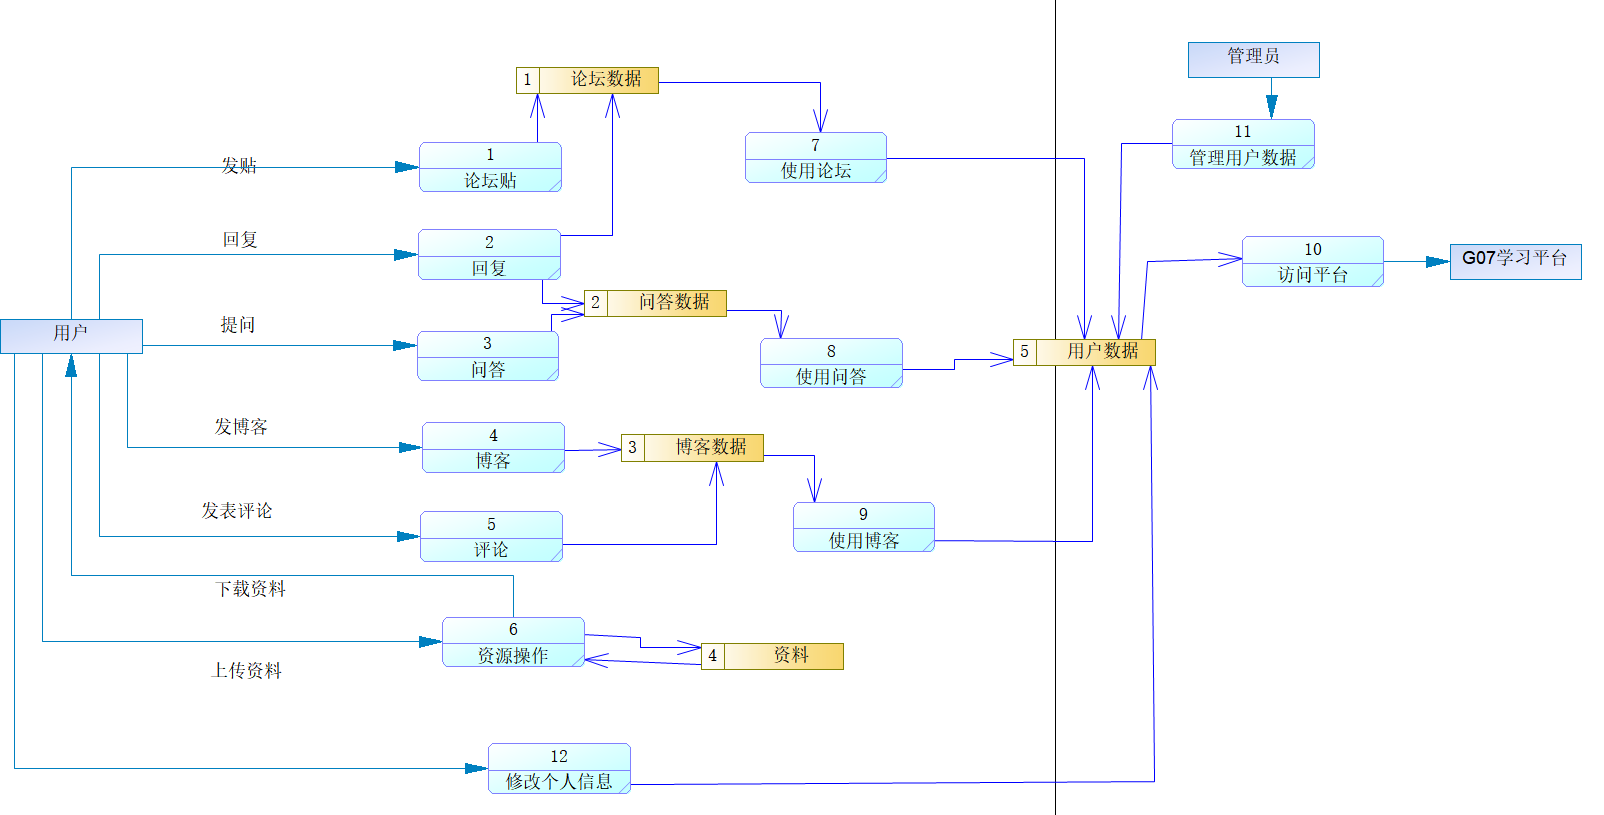 管理员
1 论坛数据
11
管理用户数据
7
使用论坛
发贴
1
论坛贴
回复
2
回复
10
访问平台
G07学习平台
2 问答数据
提问
用户
3
问答
8
使用问答
5 用户数据
发博客
4
博客
3 博客数据
发表评论
5
评论
9
使用博客
下载资料
6
资源操作
4 资料
上传资料
12
修改个人信息